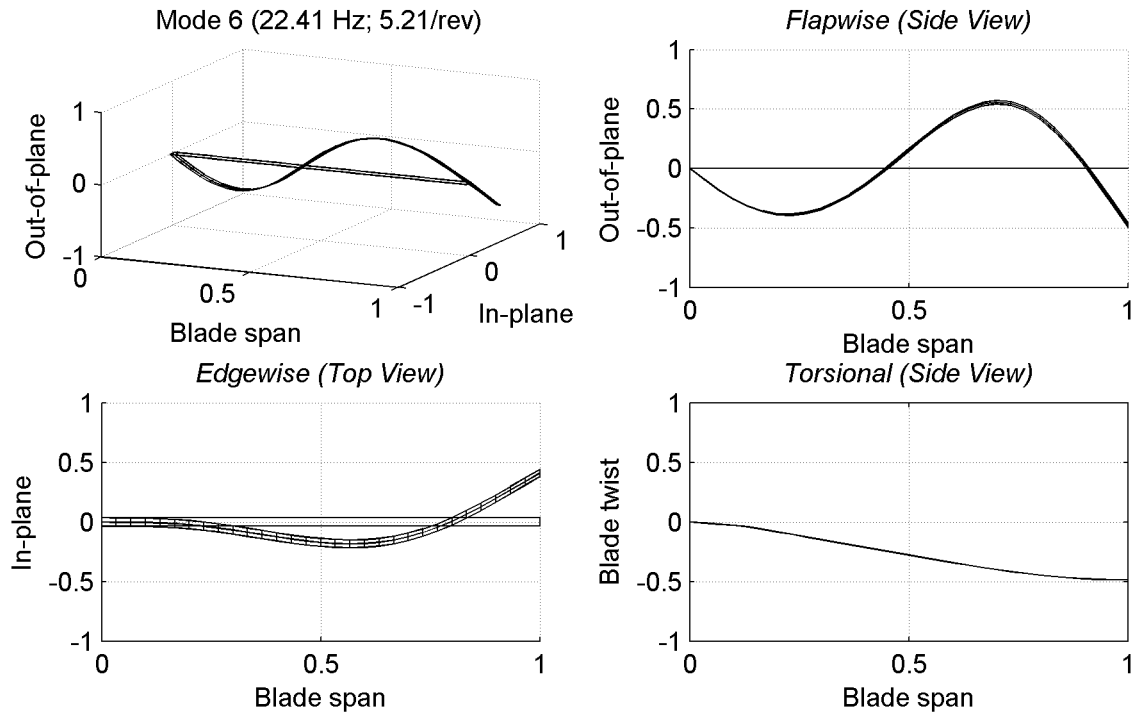 Mode 6 (22.41 Hz; 5.21/rev)
Out-of-plane
1
0
-1
0
0.5
1
Blade span
-1
0
1
In-plane
Flapwise (Side View)
Out-of-plane
1
0.5
0
-0.5
-1
0
0.5
1
Blade span
Edgewise (Top View)
In-plane
1
0.5
0
-0.5
-1
0
0.5
1
Blade span
Torsional (Side View)
Blade twist
1
0.5
0
-0.5
-1
0
0.5
1
Blade span